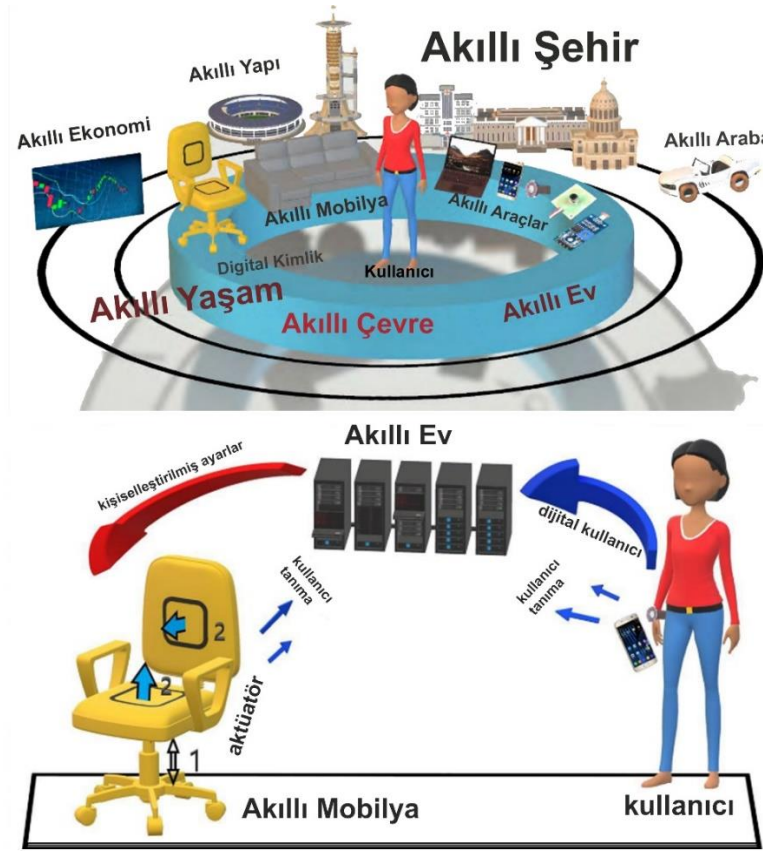 Akıllı Şehir
Akıllı Yapı
Akıllı Ekonomi
Akıllı Araba
Akıllı Mobilya
Akıllı Araçlar
Digital Kimlik
Kullanıcı
Akıllı Yaşam
Akıllı Çevre
Akıllı Ev
Akıllı Ev
kişiselleştirilmiş ayarlar
dijital kullanıcı
kullanıcı
tanıma
kullanıcı
tanıma
2
2
aktüatör
1
Akıllı Mobilya
kullanıcı